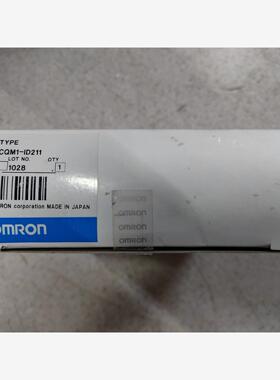 TYPE
CQM1-ID211
LOT NO. QTY
1028 1
RON corporation MADE IN JAPAN
OMRON
OMRON
OMRON
OMRON
OMRON